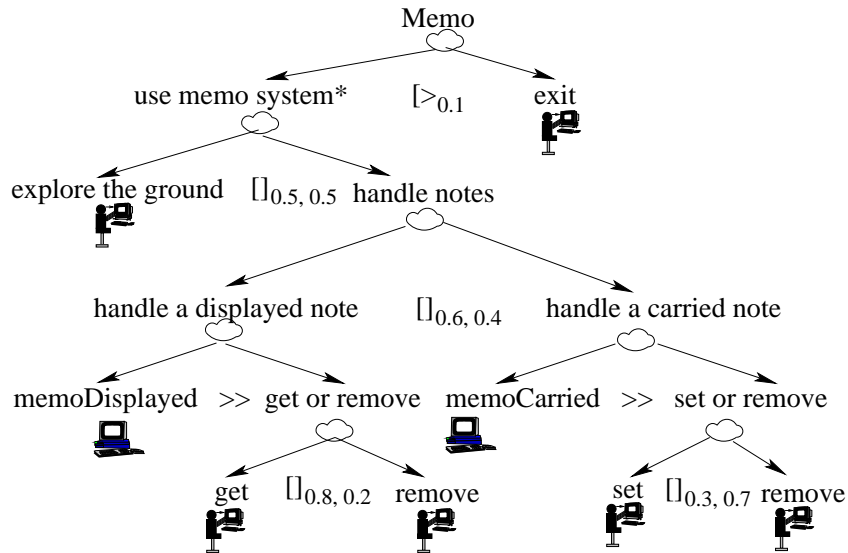 Memo
use memo system* [>0.1 exit
explore the ground []0.5, 0.5 handle notes
handle a displayed note []0.6, 0.4 handle a carried note
memoDisplayed >> get or remove memoCarried >> set or remove
get []0.8, 0.2 remove set []0.3, 0.7 remove